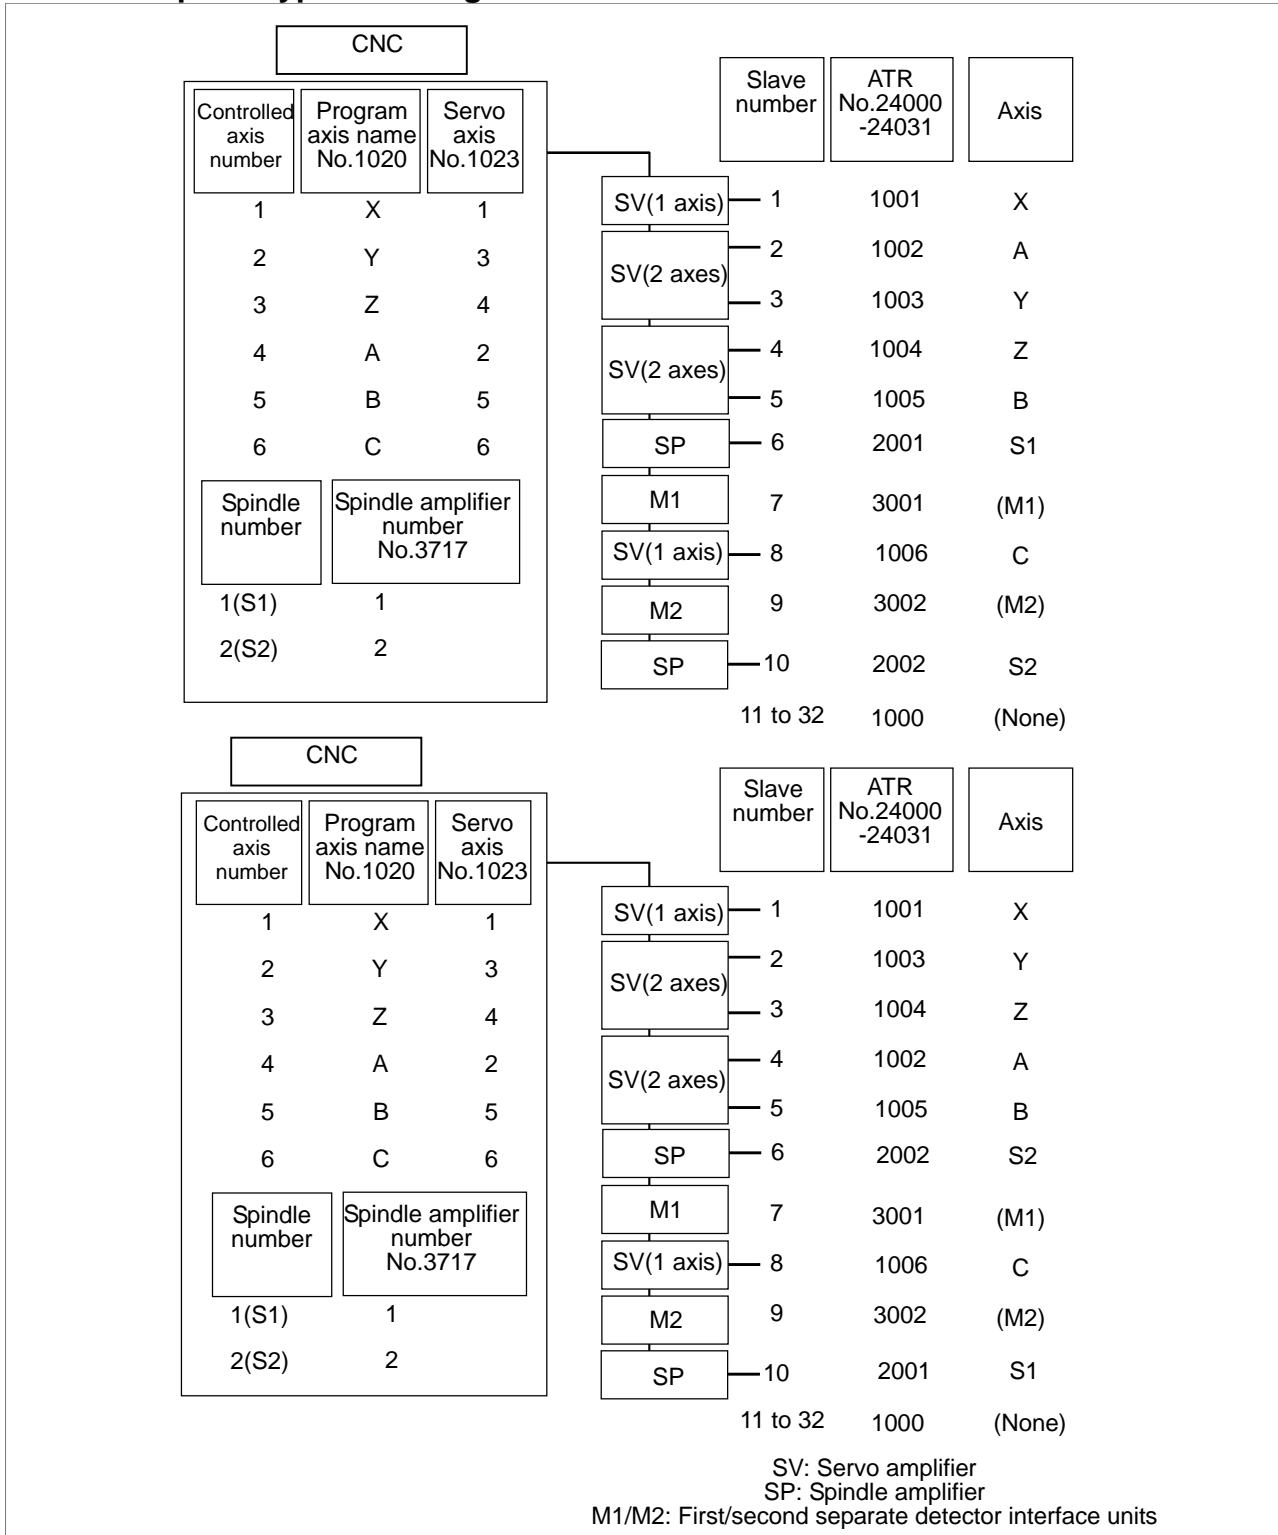 CNC
Controlled axis number
Program axis name No.1020
Servo axis No.1023
1 X 1
2 Y 3
3 Z 4
4 A 2
5 B 5
6 C 6
Spindle number
Spindle amplifier number No.3717
1(S1) 1
2(S2) 2
Slave number
ATR No.24000 -24031
Axis
SV(1 axis) 1 1001 X
SV(2 axes)
2 1002 A
3 1003 Y
SV(2 axes)
4 1004 Z
5 1005 B
SP 6 2001 S1
M1 7 3001 (M1)
SV(1 axis) 8 1006 C
M2 9 3002 (M2)
SP 10 2002 S2
11 to 32 1000 (None)
CNC
Controlled axis number
Program axis name No.1020
Servo axis No.1023
1 X 1
2 Y 3
3 Z 4
4 A 2
5 B 5
6 C 6
Spindle number
Spindle amplifier number No.3717
1(S1) 1
2(S2) 2
Slave number
ATR No.24000 -24031
Axis
SV(1 axis) 1 1001 X
SV(2 axes)
2 1003 Y
3 1004 Z
SV(2 axes)
4 1002 A
5 1005 B
SP 6 2002 S2
M1 7 3001 (M1)
SV(1 axis) 8 1006 C
M2 9 3002 (M2)
SP 10 2001 S1
11 to 32 1000 (None)
SV: Servo amplifier
SP: Spindle amplifier
M1/M2: First/second separate detector interface units